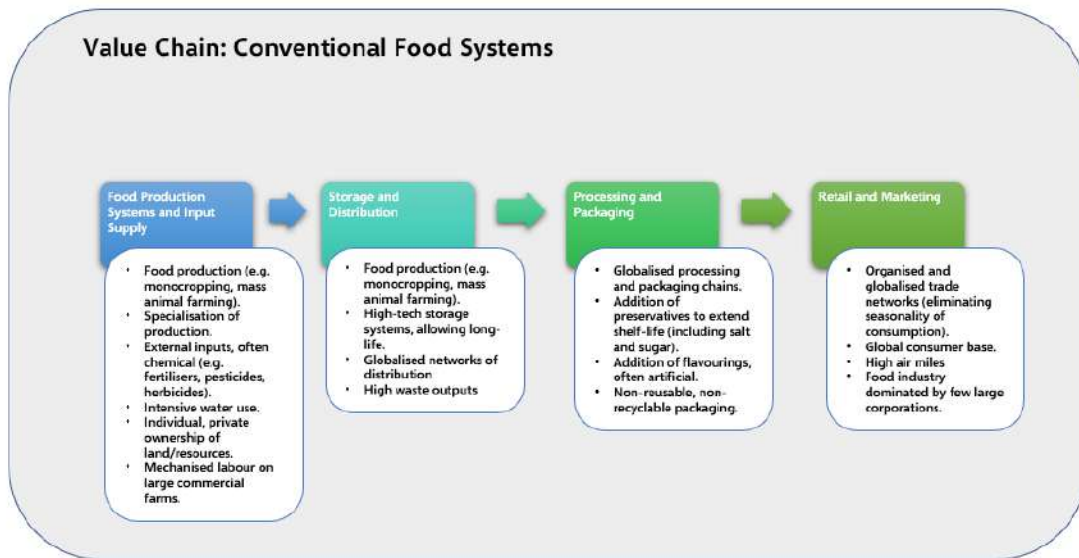 Value Chain: Conventional Food Systems
Food Production
Systems and Input
Supply
• Food production (e.g.
monocropping, mass
animal farming).
• Specialisation of
production.
• External inputs, often
chemical (e.g.
fertilisers, pesticides,
herbicides).
• Intensive water use.
• Individual, private
ownership of
land/resources.
• Mechanised labour on
large commercial
farms.
Storage and
Distribution
• Food production (e.g.
monocropping, mass
animal farming).
• High-tech storage
systems, allowing long-
life.
• Globalised networks of
distribution
• High waste outputs
Processing and
Packaging
• Globalised processing
and packaging chains.
• Addition of
preservatives to extend
shelf-life (including salt
and sugar).
• Addition of flavourings,
often artificial.
• Non-reusable, non-
recyclable packaging.
Retail and Marketing
• Organised and
globalised trade
networks (eliminating
seasonality of
consumption).
• Global consumer base.
• High air miles
• Food industry
dominated by few large
corporations.